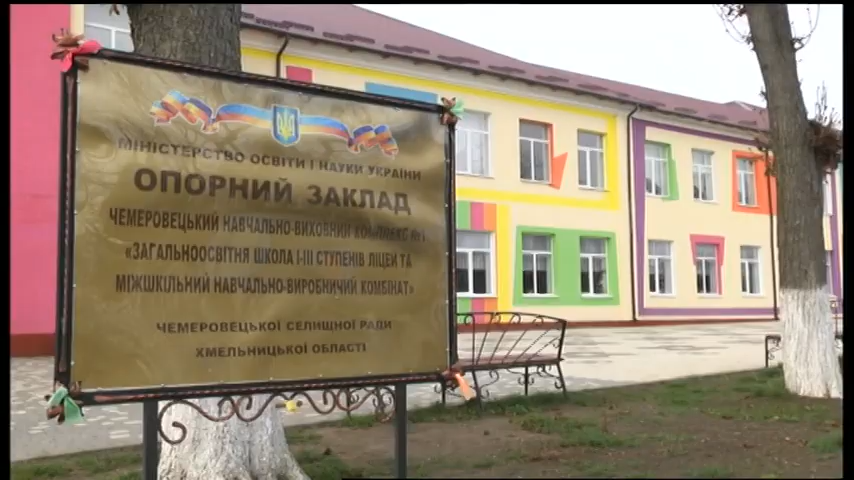 МІНІСТЕРСТВО ОСВІТИ І НАУКИ УКРАЇНИ
ОПОРНИЙ ЗАКЛАД
ЧЕМЕРОВЕЦЬКИЙ НАВЧАЛЬНО-ВИХОВНИЙ КОМПЛЕКС №1
«ЗАГАЛЬНООСВІТНЯ ШКОЛА І-ІІІ СТУПЕНІВ ЛІЦЕЙ ТА
МІЖШКІЛЬНИЙ НАВЧАЛЬНО-ВИРОБНИЧИЙ КОМБІНАТ"
ЧЕМЕРОВЕЦЬКОЇ СЕЛИЩНОЇ РАДИ
ХМЕЛЬНИЦЬКОЇ ОБЛАСТІ